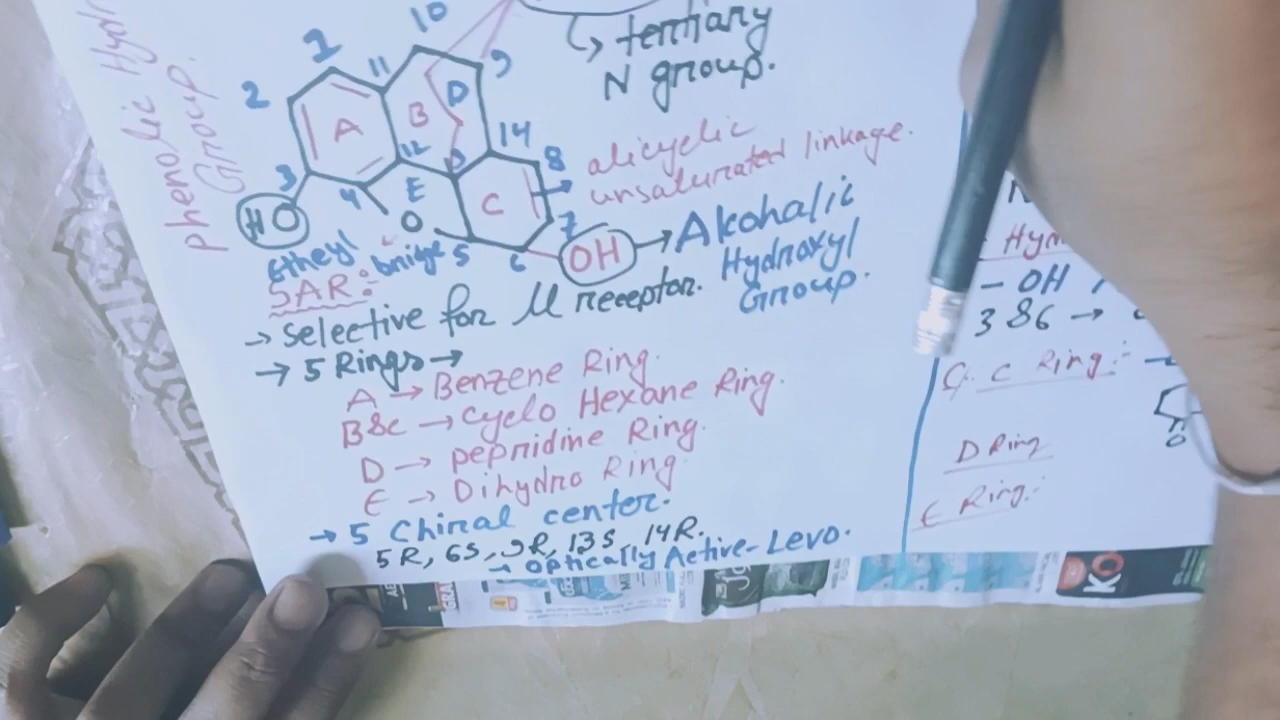 phenolic Hydr
Group.
tertiary
N group.
10
1
11
9
2
A
B
D
14
12
8
3
4
E
C
7
HO
O
5
6
OH
alicyclic
unsaturated linkage.
Akohalic
Hydroxyl
Group.
Etheyl
bridge
SAR:-
→ Selective for μ receptor.
→ 5 Rings →
A → Benzene Ring.
B&C → Cyclo Hexane Ring.
D → pepridine Ring.
E → Dihydro Ring
→ 5 Chiral center.
5R, 6S, 9R, 13S, 14R.
→ Optically Active-Levo.
- OH
3 & 6 →
C Ring:-
D Ring
E Ring:-
O
KO